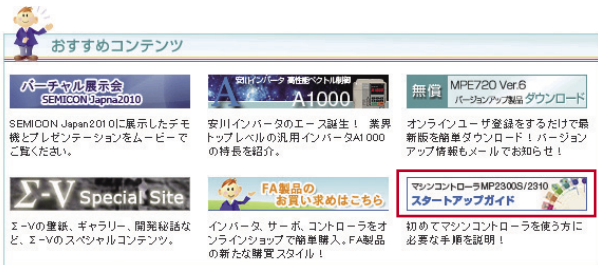 おすすめコンテンツ
バーチャル展示会
SEMICON Japna2010
SEMICON Japan2010に展示したデモ
機とプレゼンテーションをムービーで
ご覧ください。
安川インバータ 高性能ベクトル制御
A1000
安川インバータのエース誕生! 業界
トップレベルの汎用インバータA1000
の特長を紹介。
無償 MPE720 Ver.6
バージョンアップ製品 ダウンロード
オンラインユーザ登録をするだけで最
新版を簡単ダウンロード!バージョン
アップ情報もメールでお知らせ!
Σ-V Special Site
Σ-Vの壁紙、ギャラリー、開発秘話な
ど、Σ-Vのスペシャルコンテンツ。
FA製品の
お買い求めはこちら
インバータ、サーボ、コントローラをオ
ンラインショップで簡単購入。FA製品
の新たな購買スタイル!
マシンコントローラMP2300S/2310
スタートアップガイド
初めてマシンコントローラを使う方に
必要な手順を説明!